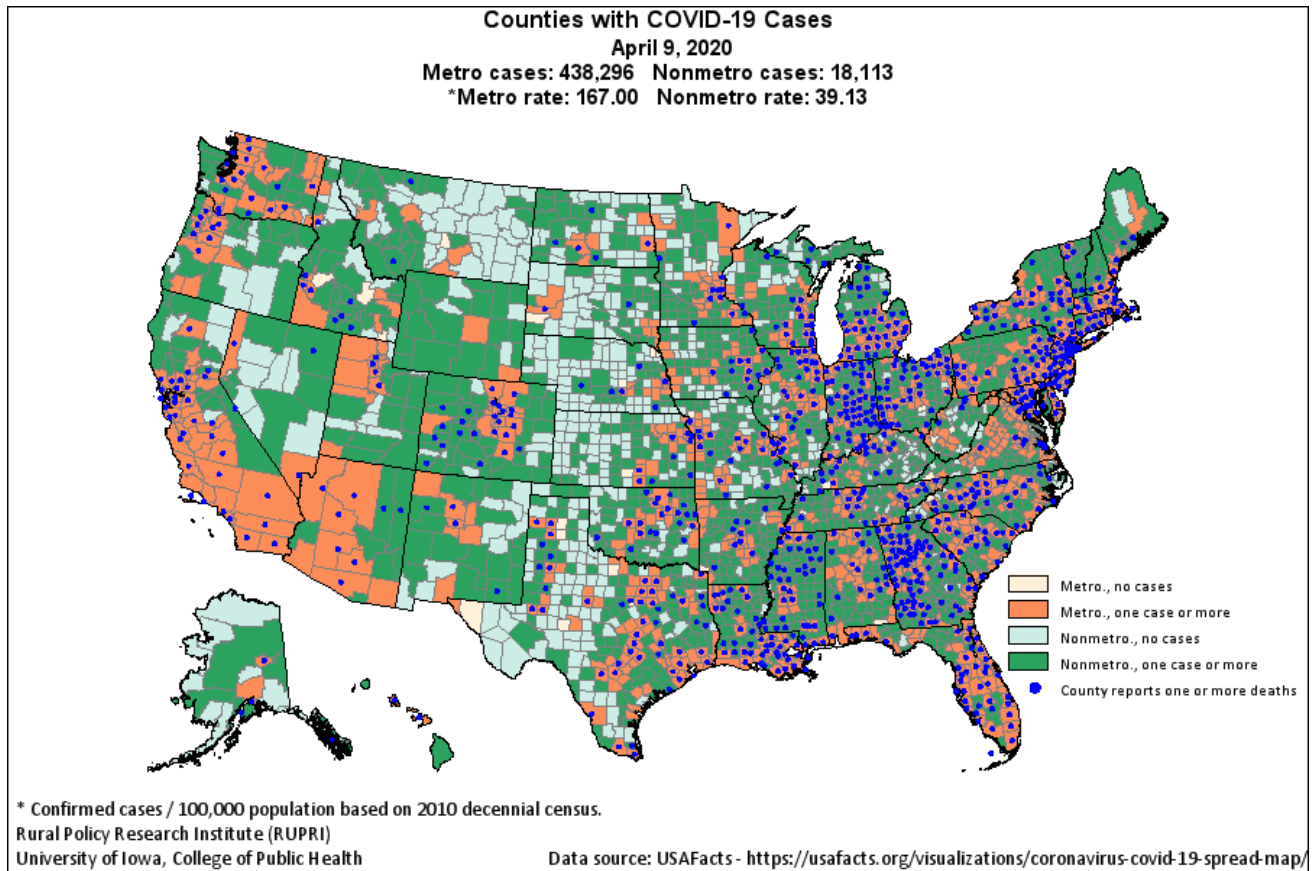 Counties with COVID-19 Cases
April 9, 2020
Metro cases: 438,296 Nonmetro cases: 18,113
*Metro rate: 167.00 Nonmetro rate: 39.13
Metro., no cases
Metro., one case or more
Nonmetro., no cases
Nonmetro., one case or more
County reports one or more deaths
* Confirmed cases / 100,000 population based on 2010 decennial census.
Rural Policy Research Institute (RUPRI)
University of Iowa, College of Public Health
Data source: USAFacts - https://usafacts.org/visualizations/coronavirus-covid-19-spread-map/